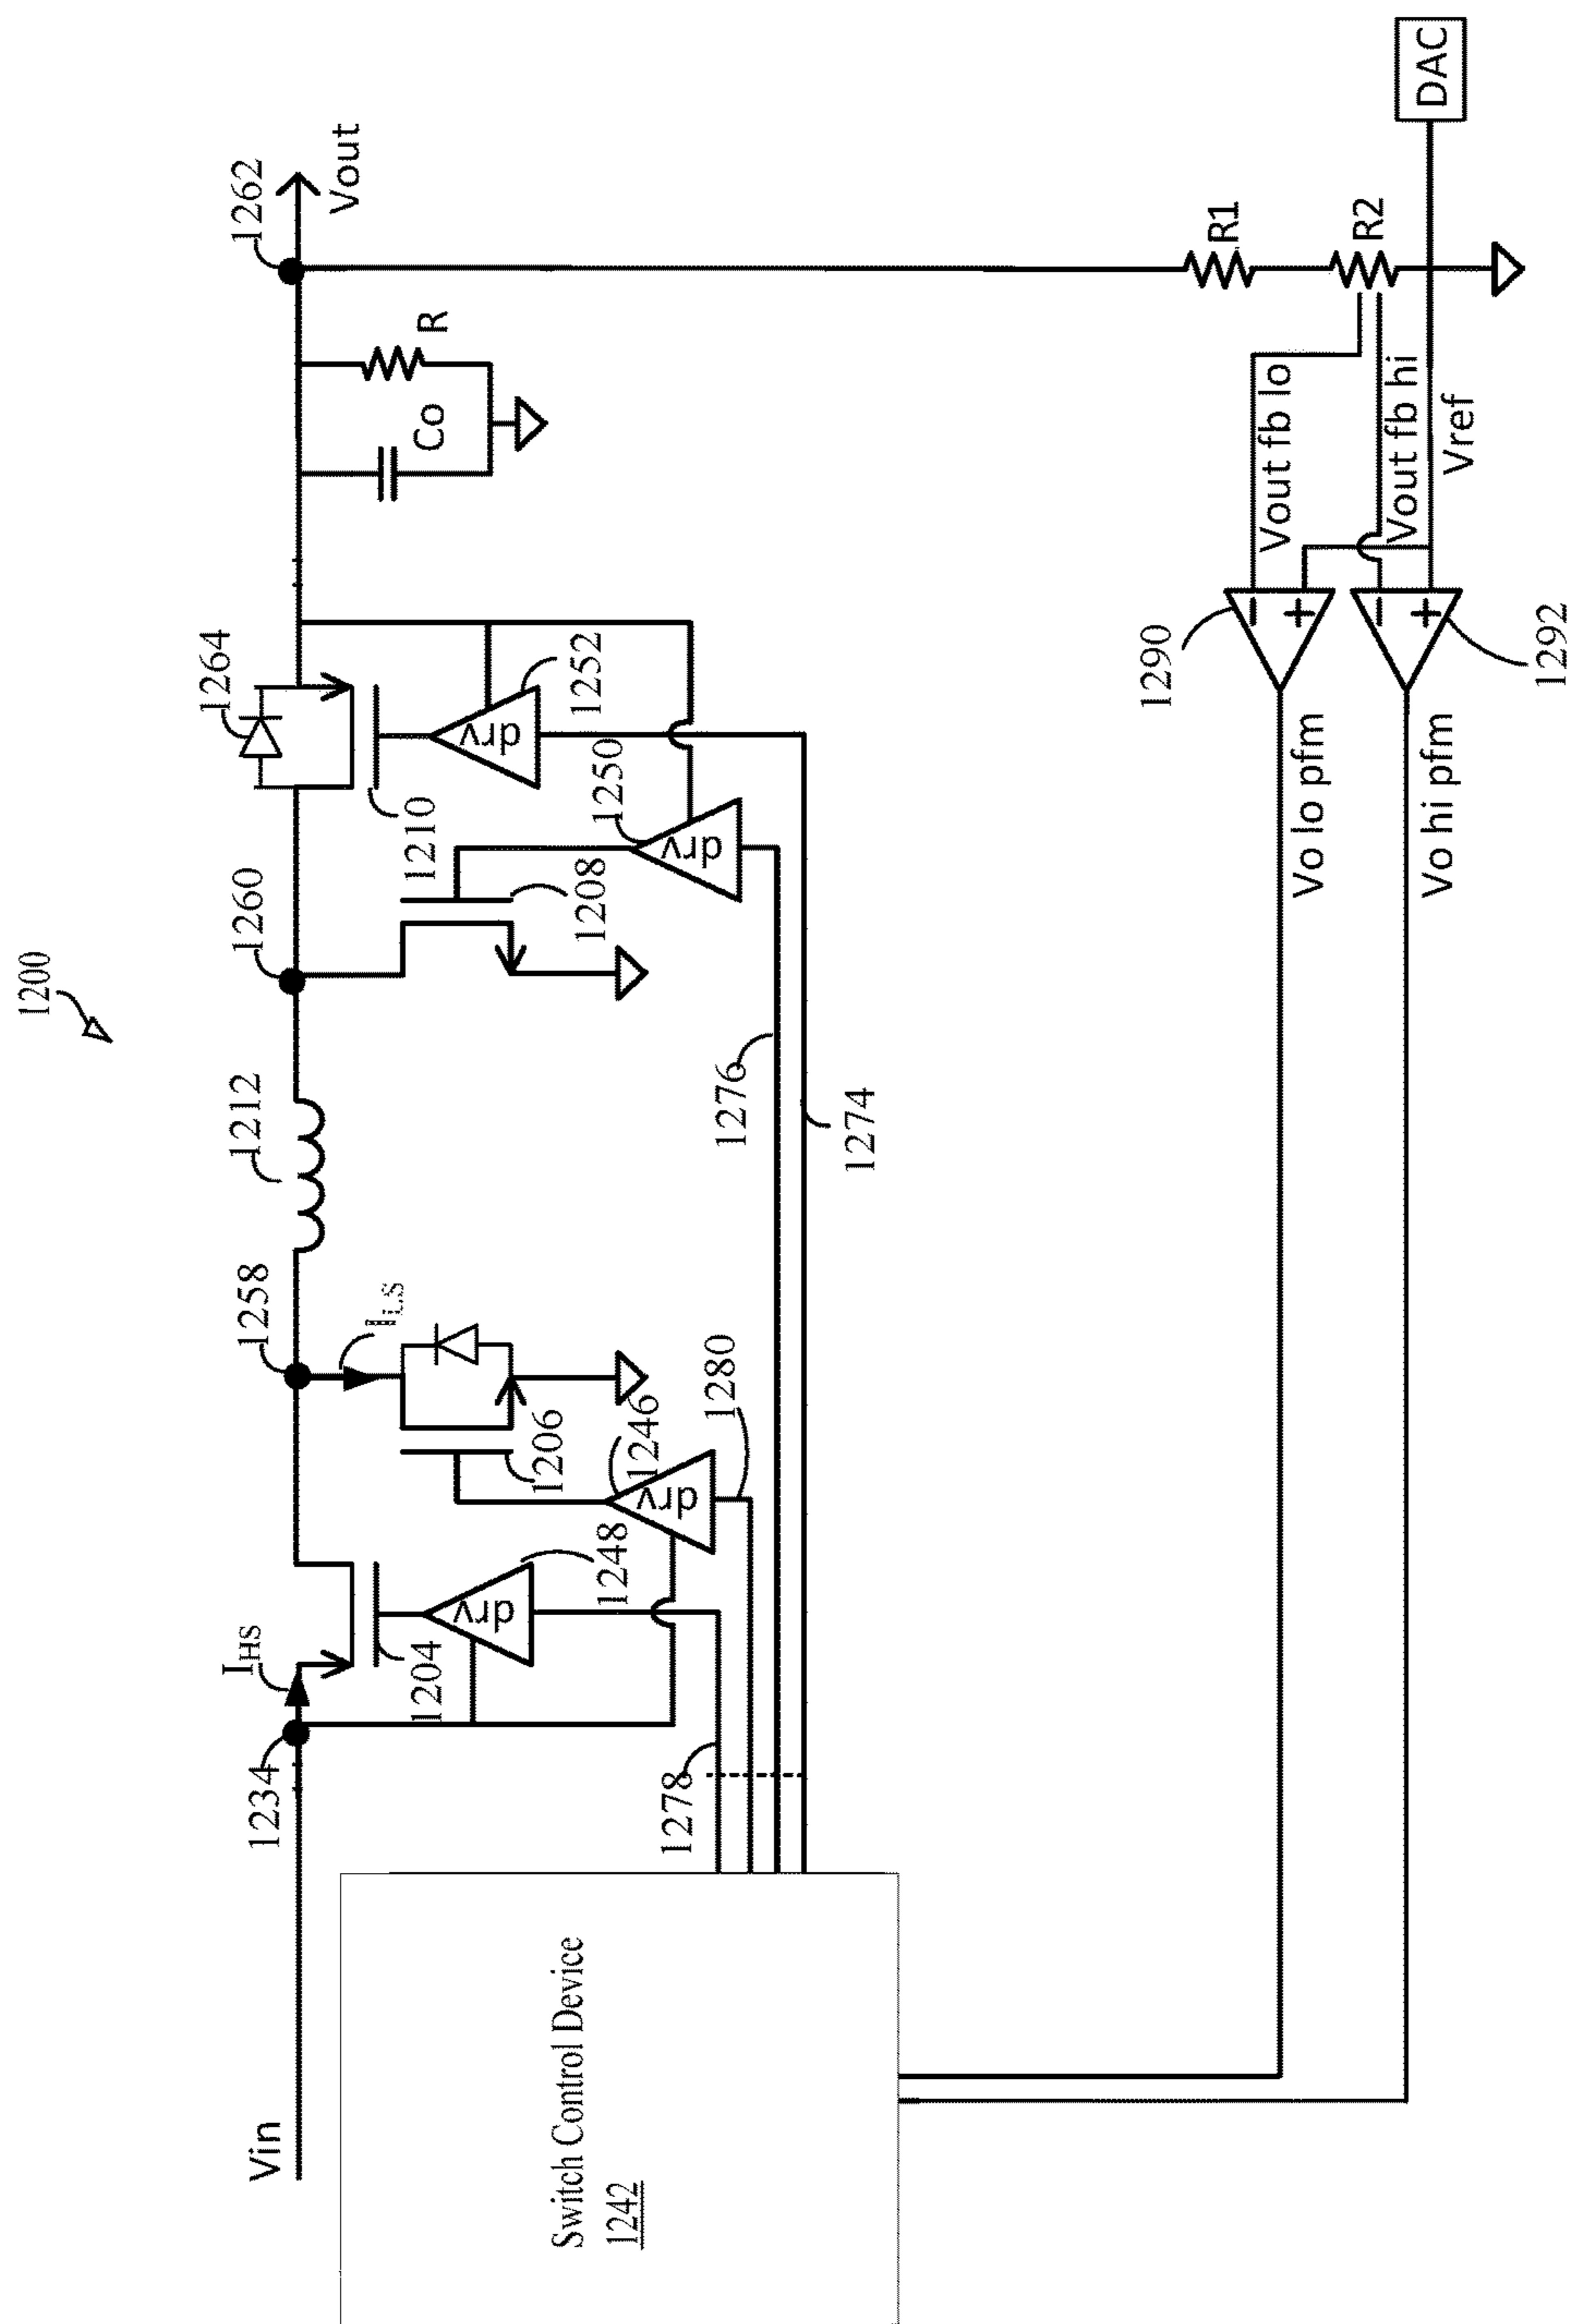 1200
Vin
1234
I_HS
1204
1248
drv
1246
drv
1206
1258
I_LS
1212
1260
1208
1250
drv
1210
1264
1252
drv
Co
R
1262
Vout
1278
1280
1276
1274
Switch Control Device
1242
R1
R2
DAC
Vout fb lo
Vout fb hi
Vref
1290
1292
Vo lo pfm
Vo hi pfm
− +
− +